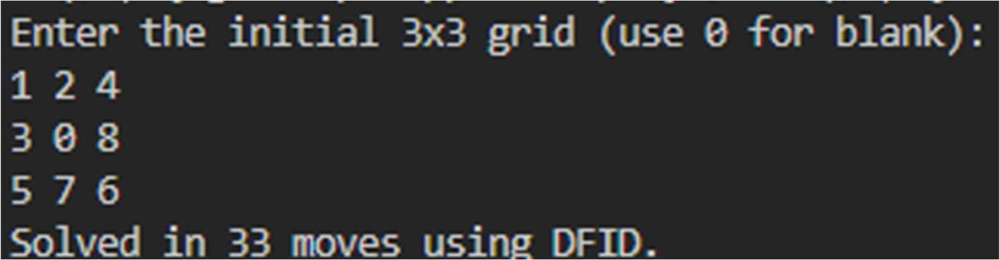 Enter the initial 3x3 grid (use 0 for blank):
1 2 4
3 0 8
5 7 6
Solved in 33 moves using DFID.